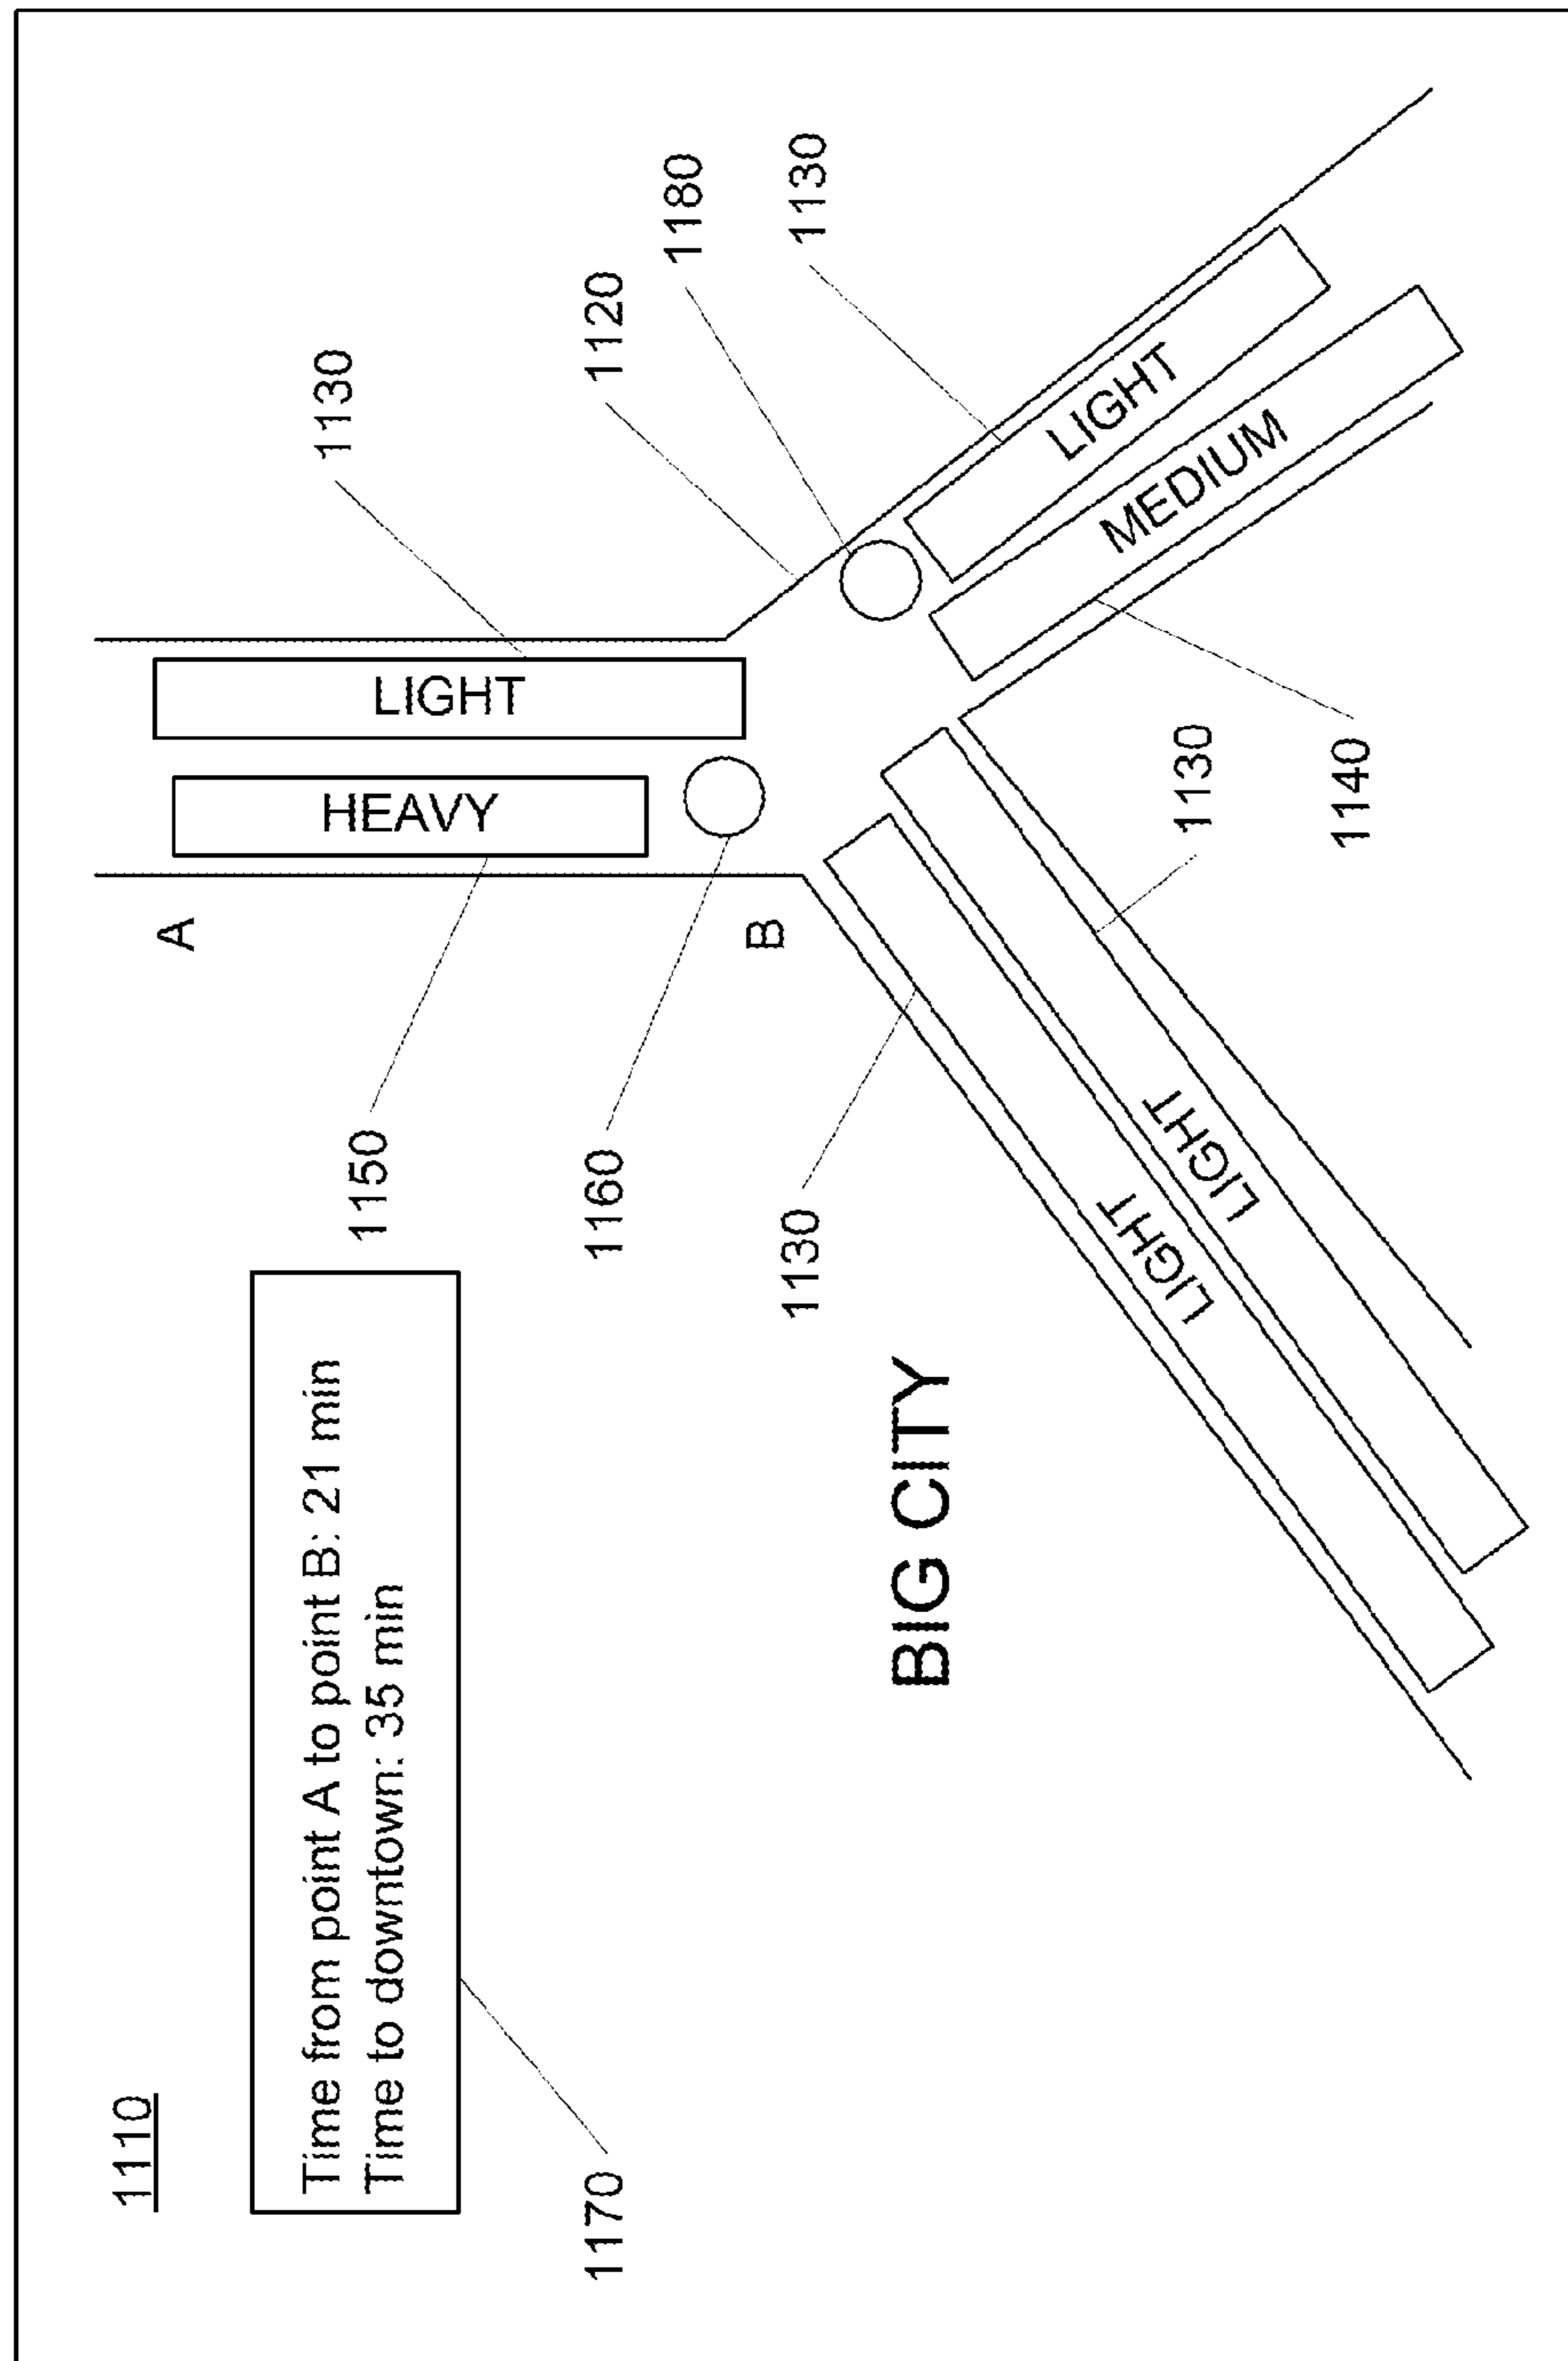 1110
Time from point A to point B: 21 min
Time to downtown: 35 min
1170
A
B
HEAVY
LIGHT
1150
1160
1130
1120
1180
1130
BIG CITY
1130
LIGHT
LIGHT
1130
1140
MEDIUM
LIGHT